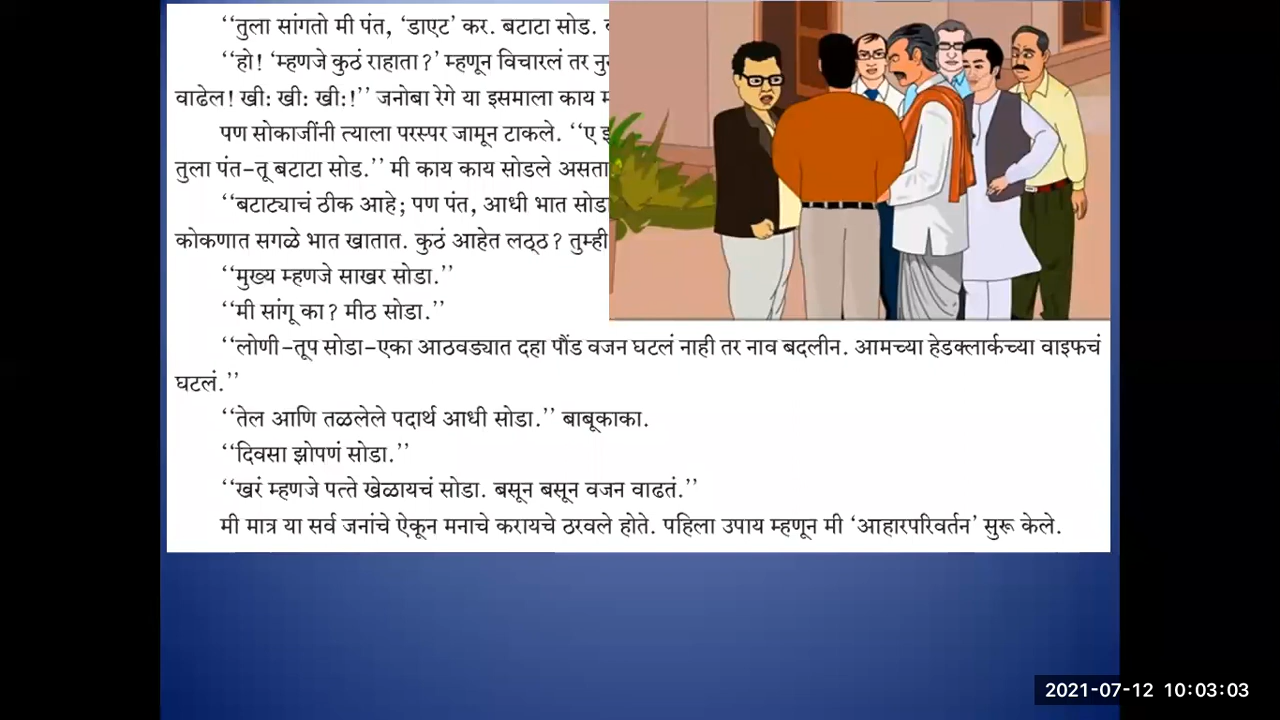 ‘‘तुला सांगतो मी पंत, ‘डाएट’ कर. बटाटा सोड.
‘‘हो! ‘म्हणजे कुठं राहाता?’ म्हणून विचारलं तर
वाढेल! खी: खी: खी:!’’ जनोबा रेगे या इसमाला काय
पण सोकाजींनी त्याला परस्पर जामून टाकले. ‘‘ए
तुला पंत-तू बटाटा सोड.’’ मी काय काय सोडले असता
‘‘बटाट्याचं ठीक आहे; पण पंत, आधी भात सोड
कोकणात सगळे भात खातात. कुठं आहेत लठ्ठ? तुम्ही
‘‘मुख्य म्हणजे साखर सोडा.’’
‘‘मी सांगू का? मीठ सोडा.’’
‘‘लोणी-तूप सोडा-एका आठवड्यात दहा पौंड वजन घटलं नाही तर नाव बदलीन. आमच्या हेडक्लार्कच्या वाइफचं
घटलं.’’
‘‘तेल आणि तळलेले पदार्थ आधी सोडा.’’ बाबूकाका.
‘‘दिवसा झोपणं सोडा.’’
‘‘खरं म्हणजे पत्ते खेळायचं सोडा. बसून बसून वजन वाढतं.’’
मी मात्र या सर्व जनांचे ऐकून मनाचे करायचे ठरवले होते. पहिला उपाय म्हणून मी ‘आहारपरिवर्तन’ सुरू केले.
2021-07-12 10:03:03